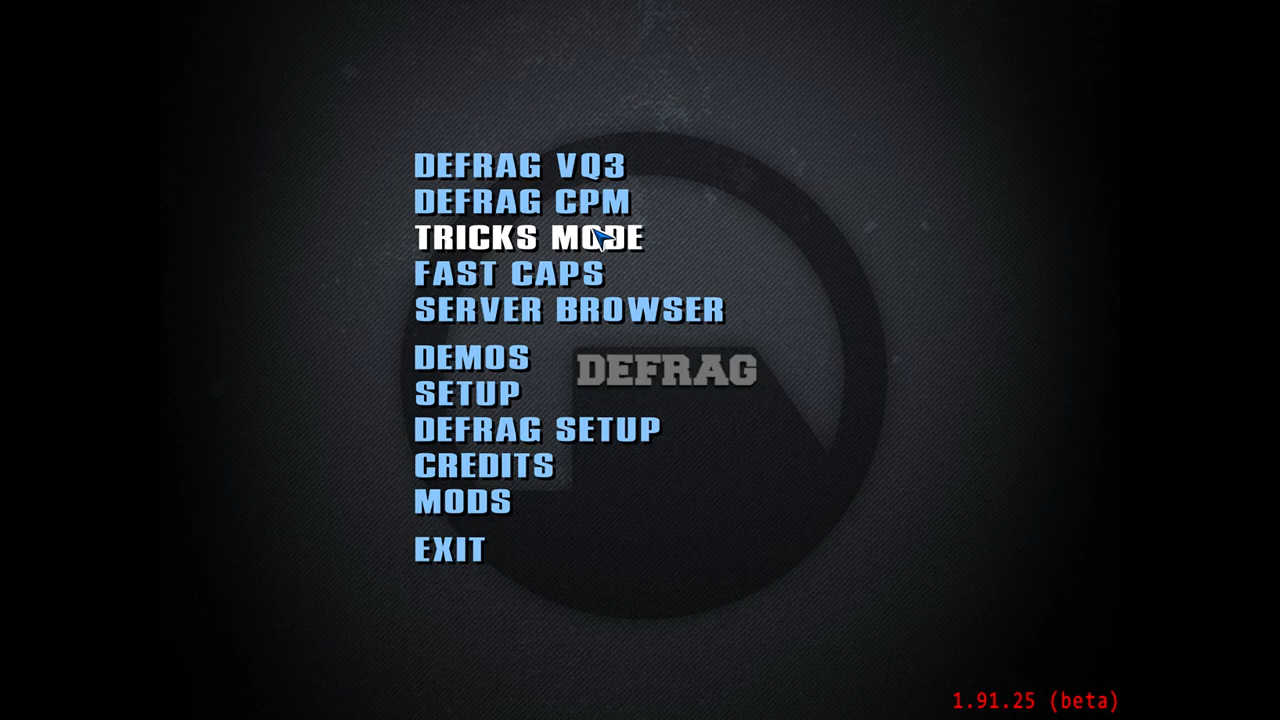 DEFRAG VQ3
DEFRAG CPM
TRICKS MODE
FAST CAPS
SERVER BROWSER
DEMOS
DEFRAG
SETUP
DEFRAG SETUP
CREDITS
MODS
EXIT
1.91.25 (beta)